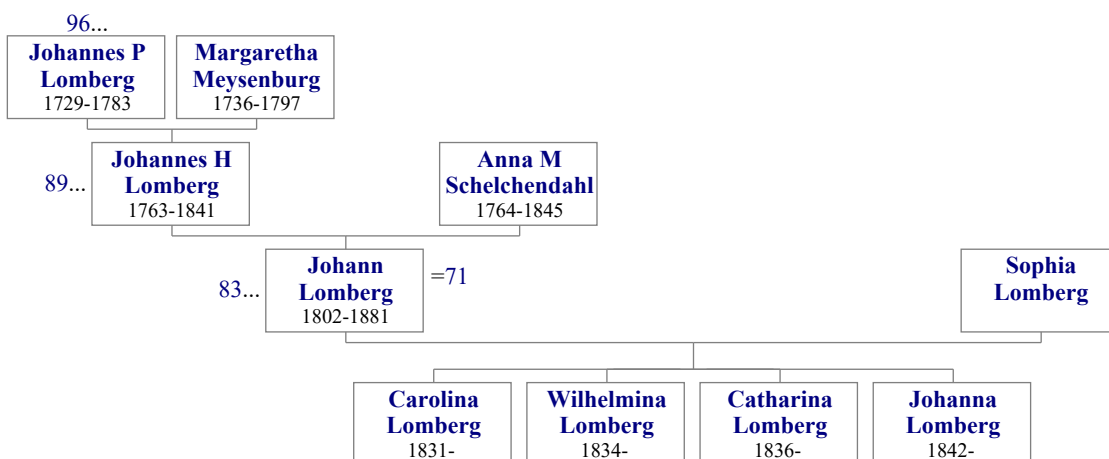 96...
Johannes P
Lomberg
1729-1783
Margaretha
Meysenburg
1736-1797
89...
Johannes H
Lomberg
1763-1841
Anna M
Schelchendahl
1764-1845
83...
Johann
Lomberg
1802-1881
=71
Sophia
Lomberg
Carolina
Lomberg
1831-
Wilhelmina
Lomberg
1834-
Catharina
Lomberg
1836-
Johanna
Lomberg
1842-